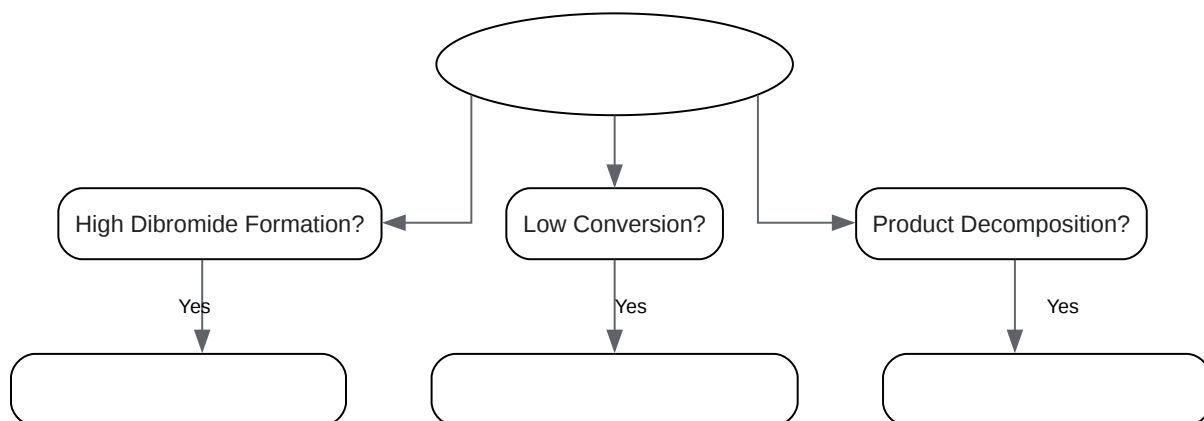 High Dibromide Formation?
Low Conversion?
Product Decomposition?
Yes
Yes
Yes